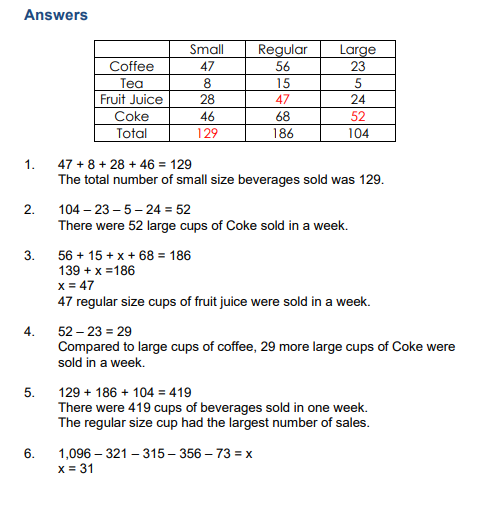 Answers
Small Regular Large
Coffee 47 56 23
Tea 8 15 5
Fruit Juice 28 47 24
Coke 46 68 52
Total 129 186 104
1. 47 + 8 + 28 + 46 = 129
The total number of small size beverages sold was 129.
2. 104 – 23 – 5 – 24 = 52
There were 52 large cups of Coke sold in a week.
3. 56 + 15 + x + 68 = 186
139 + x =186
x = 47
47 regular size cups of fruit juice were sold in a week.
4. 52 – 23 = 29
Compared to large cups of coffee, 29 more large cups of Coke were
sold in a week.
5. 129 + 186 + 104 = 419
There were 419 cups of beverages sold in one week.
The regular size cup had the largest number of sales.
6. 1,096 – 321 – 315 – 356 – 73 = x
x = 31